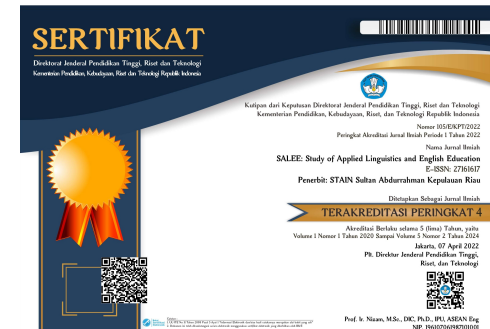 SERTIFIKAT
Direktorat Jenderal Pendidikan Tinggi, Riset dan Teknologi
Kementerian Pendidikan, Kebudayaan, Riset dan Teknologi Republik Indonesia
Kutipan dari Keputusan Direktorat Jenderal Pendidikan Tinggi, Riset dan Teknologi
Kementerian Pendidikan, Kebudayaan, Riset, dan Teknologi Republik Indonesia
Nomor 105/E/KPT/2022
Peringkat Akreditasi Jurnal Ilmiah Periode 1 Tahun 2022
Nama Jurnal Ilmiah
SALEE: Study of Applied Linguistics and English Education
E-ISSN: 27161617
Penerbit: STAIN Sultan Abdurrahman Kepulauan Riau
Ditetapkan Sebagai Jurnal Ilmiah
TERAKREDITASI PERINGKAT 4
Akreditasi Berlaku selama 5 (lima) Tahun, yaitu
Volume 1 Nomor 1 Tahun 2020 Sampai Volume 5 Nomor 2 Tahun 2024
Jakarta, 07 April 2022
Plt. Direktur Jenderal Pendidikan Tinggi,
Riset, dan Teknologi
Prof. Ir. Nizam, M.Sc., DIC, Ph.D., IPU, ASEAN Eng
NIP. 196107061987101001